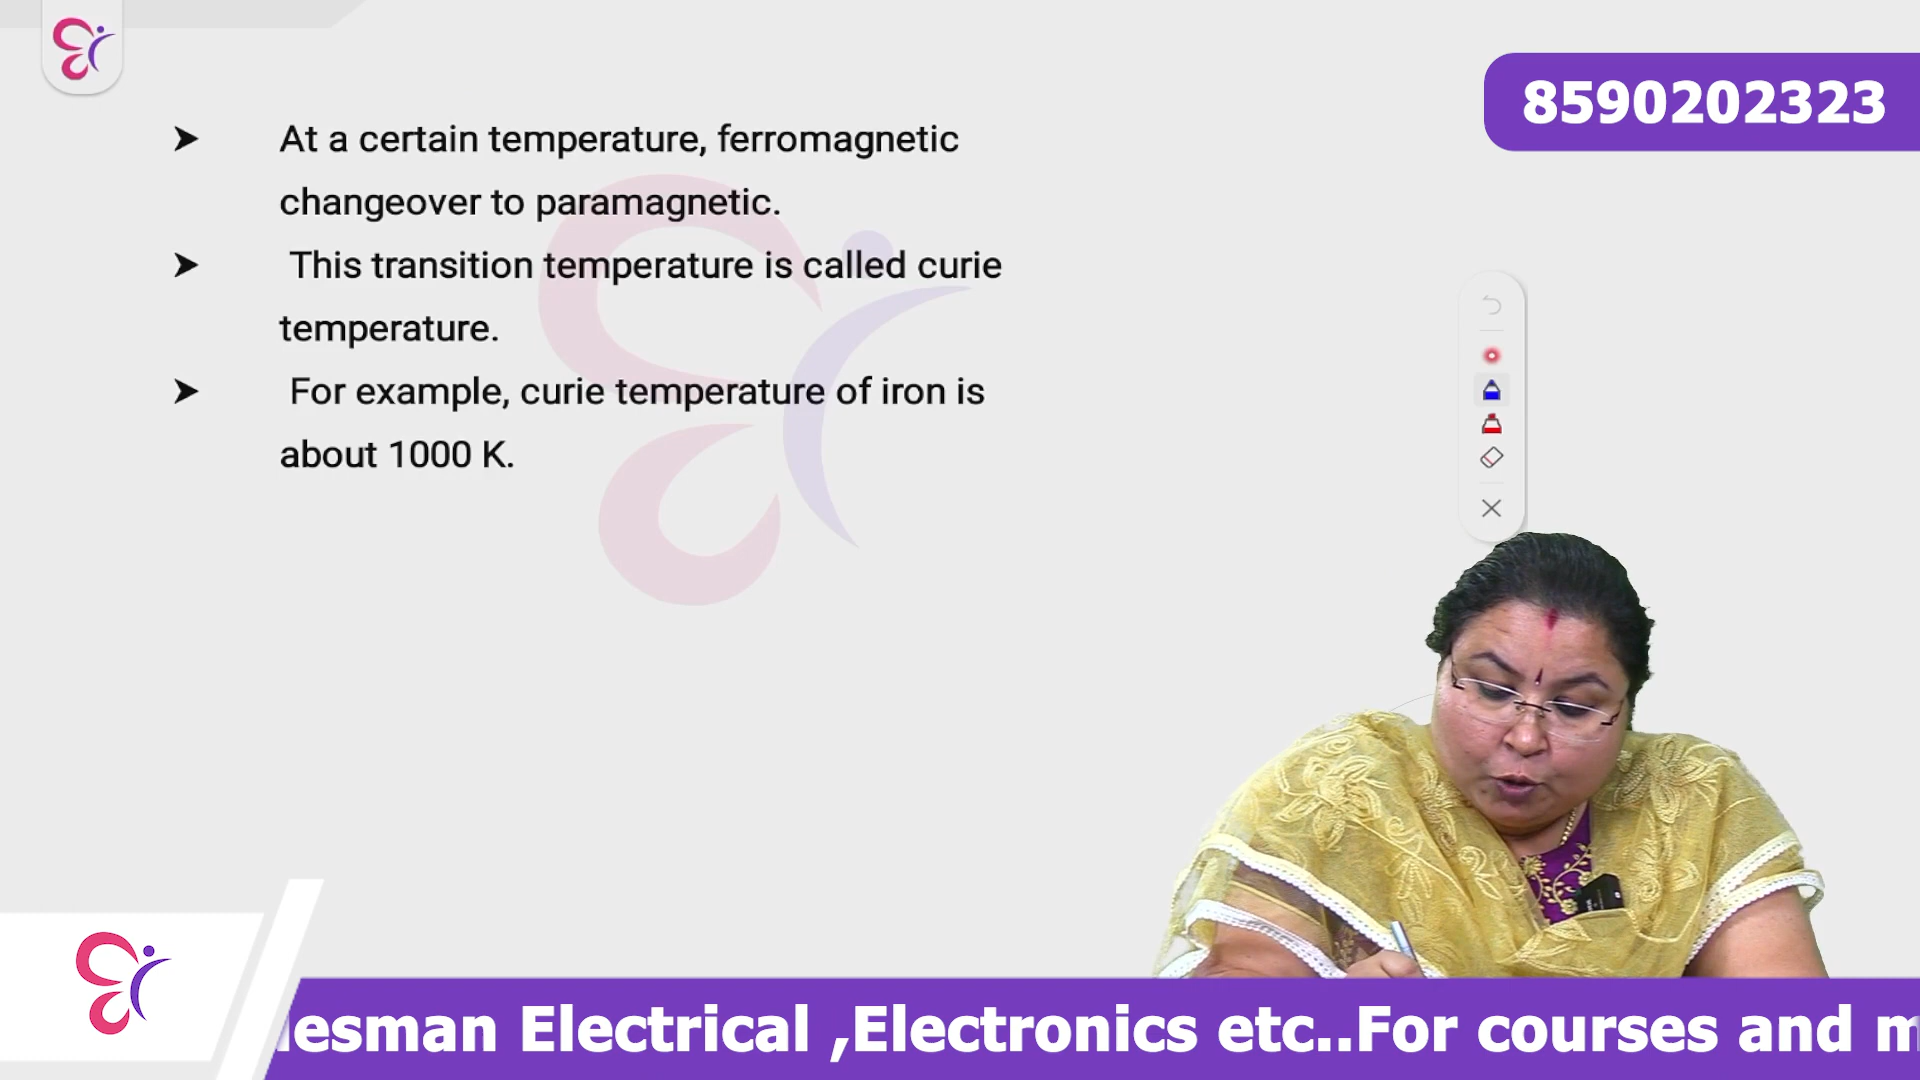 8590202323
➤ At a certain temperature, ferromagnetic
changeover to paramagnetic.
➤ This transition temperature is called curie
temperature.
➤ For example, curie temperature of iron is
about 1000 K.
lesman Electrical ,Electronics etc..For courses and m